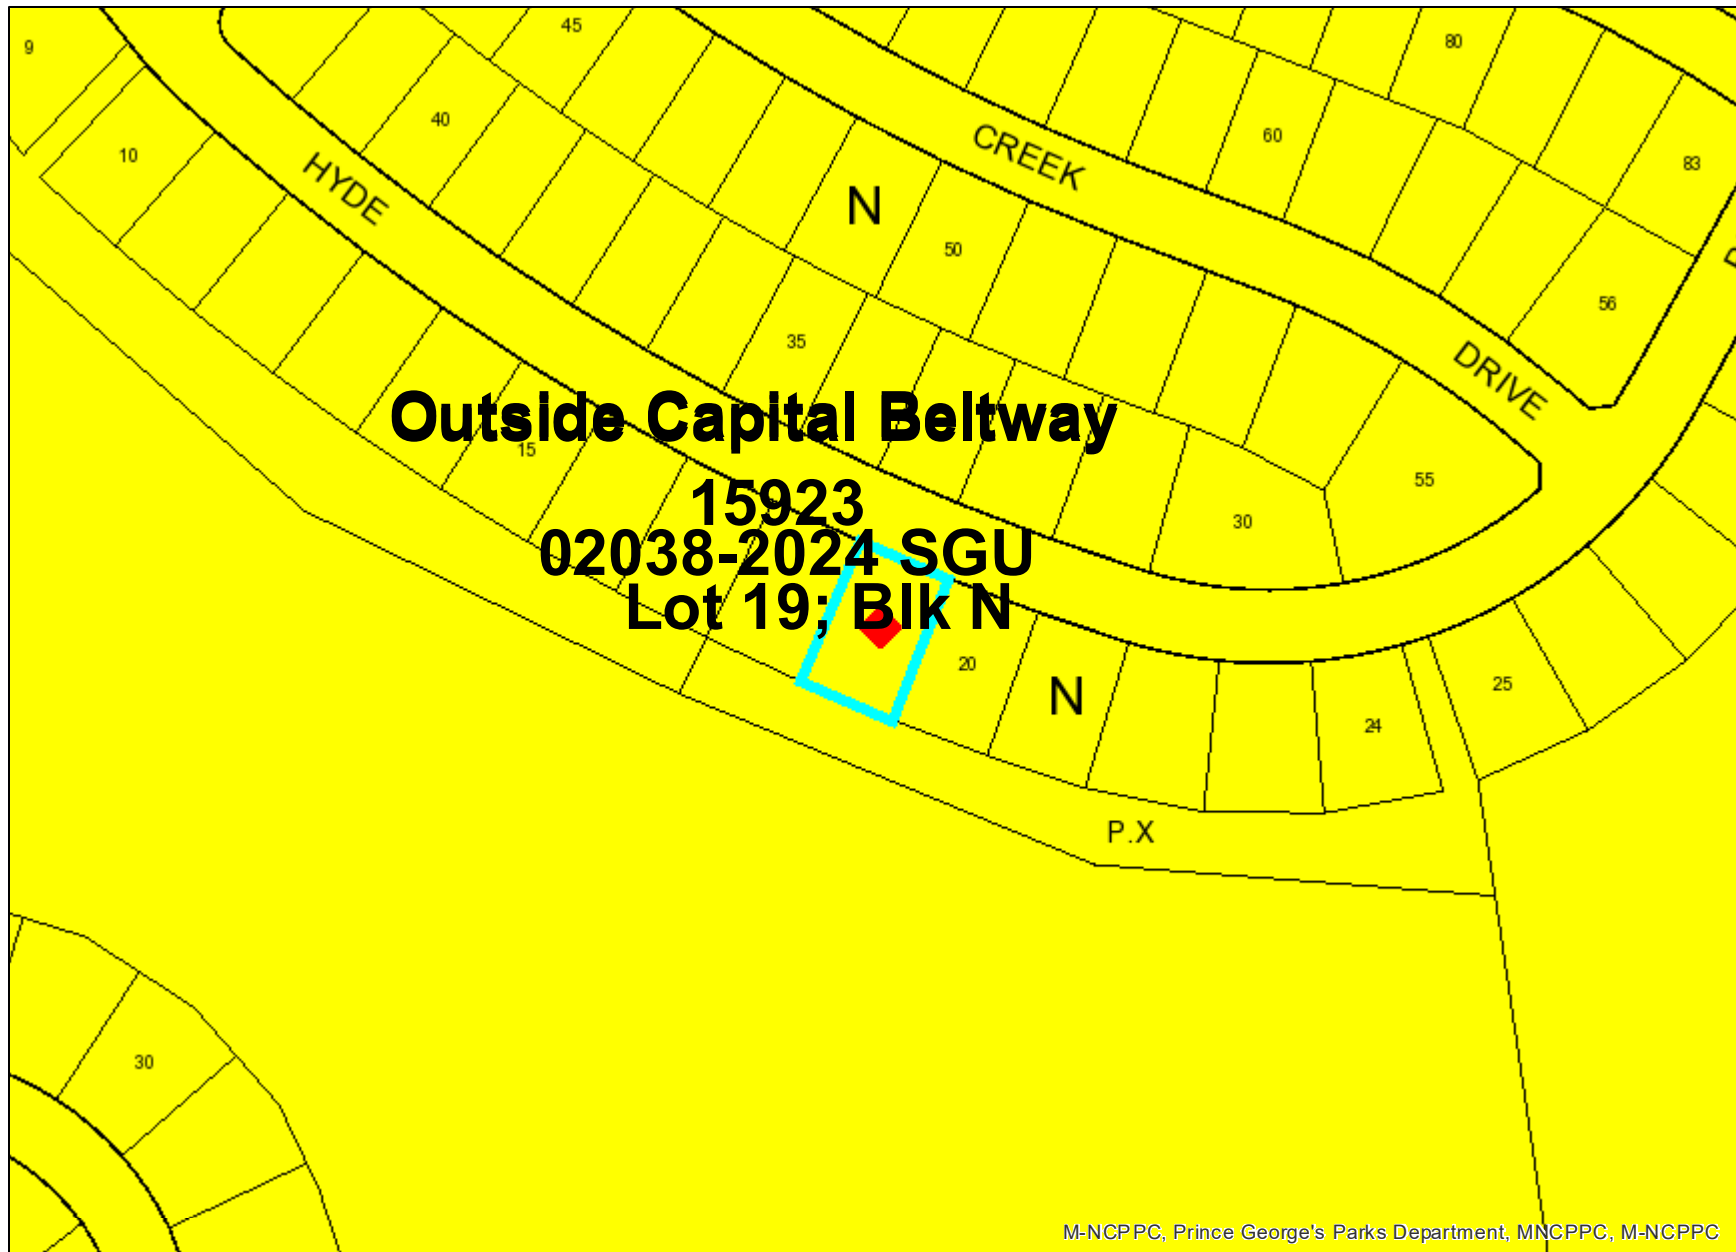 45
9
80
40
CREEK
60
10
83
HYDE
N
50
56
35
DRIVE
Outside Capital Beltway
15
55
15923
30
02038-2024 SGU
Lot 19; Blk N
20
N
25
24
P.X
30
M-NCPPC, Prince George's Parks Department, MNCPPC, M-NCPPC